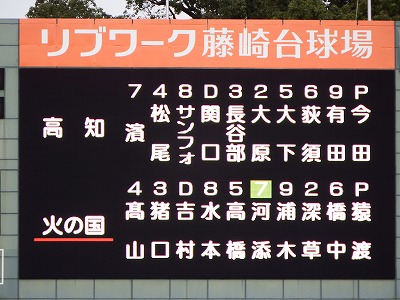 リブワーク藤崎台球場
7 4 8 D 3 2 5 6 9 P
高知 濱 松尾 サンフォ 関口 長谷部 大原 大下 荻須 有田 今田
4 3 D 8 5 7 9 2 6 P
火の国 髙山 猪口 吉村 水本 高橋 河添 浦木 深草 橋中 猿渡